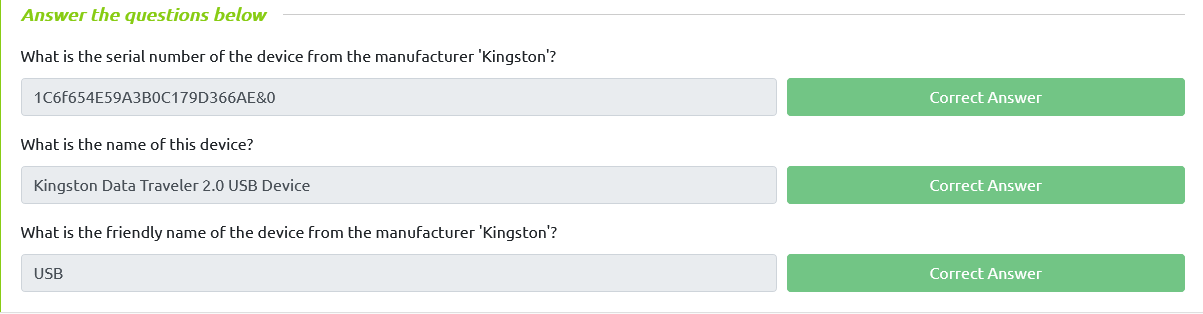 Answer the questions below
What is the serial number of the device from the manufacturer 'Kingston'?
1C6f654E59A3B0C179D366AE&0
Correct Answer
What is the name of this device?
Kingston Data Traveler 2.0 USB Device
Correct Answer
What is the friendly name of the device from the manufacturer 'Kingston'?
USB
Correct Answer